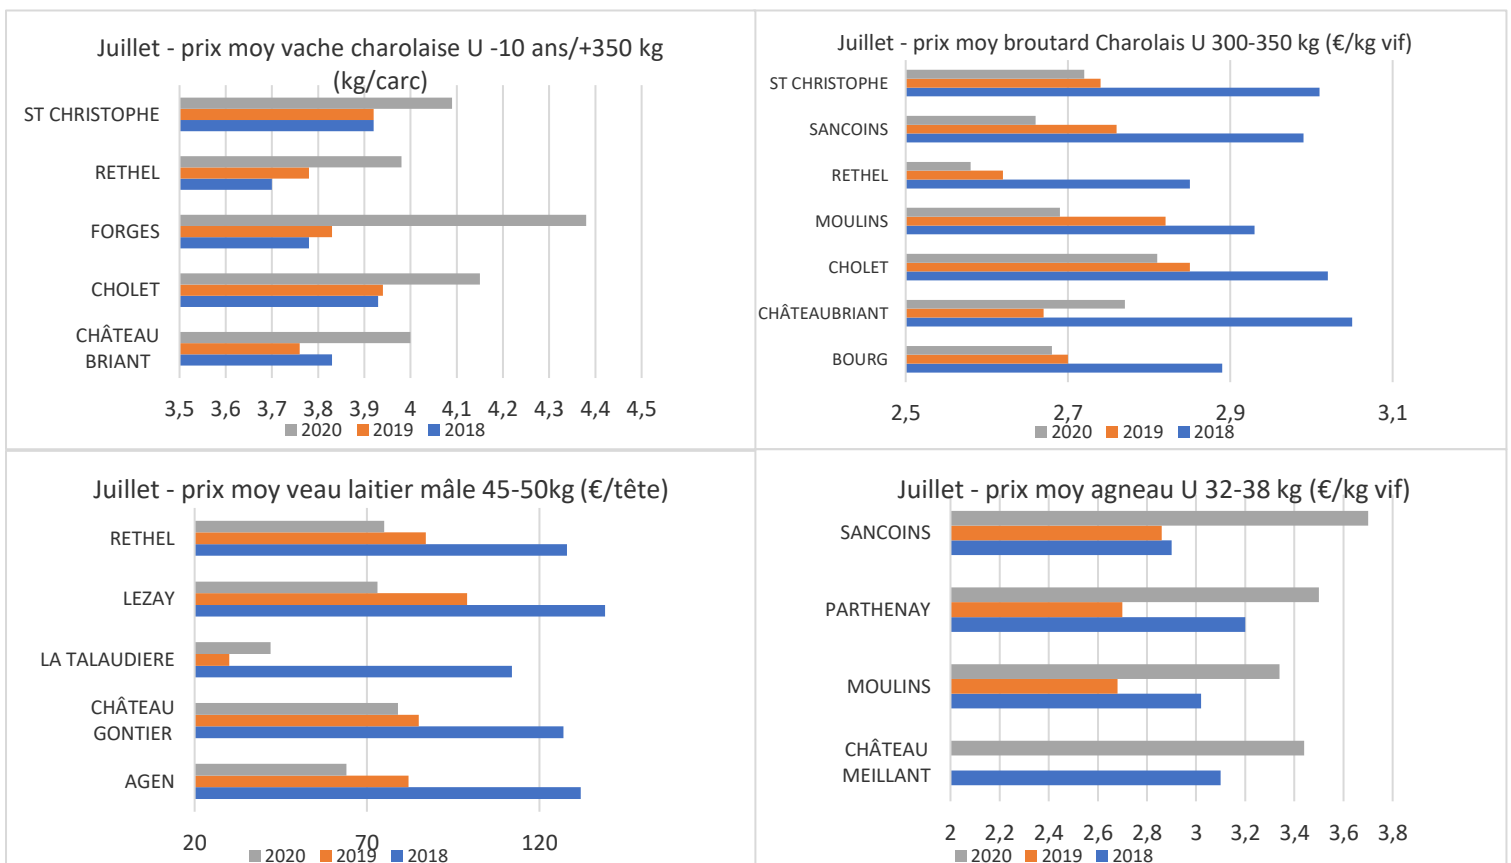 Juillet - prix moy vache charolaise U -10 ans/+350 kg
(kg/carc)
ST CHRISTOPHE
RETHEL
FORGES
CHOLET
CHÂTEAU
BRIANT
3,5 3,6 3,7 3,8 3,9 4 4,1 4,2 4,3 4,4 4,5
2020 2019 2018
Juillet - prix moy broutard Charolais U 300-350 kg (€/kg vif)
ST CHRISTOPHE
SANCOINS
RETHEL
MOULINS
CHOLET
CHÂTEAUBRIANT
BOURG
2,5 2,7 2,9 3,1
2020 2019 2018
Juillet - prix moy veau laitier mâle 45-50kg (€/tête)
RETHEL
LEZAY
LA TALAUDIERE
CHÂTEAU
GONTIER
AGEN
20 70 120
2020 2019 2018
Juillet - prix moy agneau U 32-38 kg (€/kg vif)
SANCOINS
PARTHENAY
MOULINS
CHÂTEAU
MEILLANT
2 2,2 2,4 2,6 2,8 3 3,2 3,4 3,6 3,8
2020 2019 2018